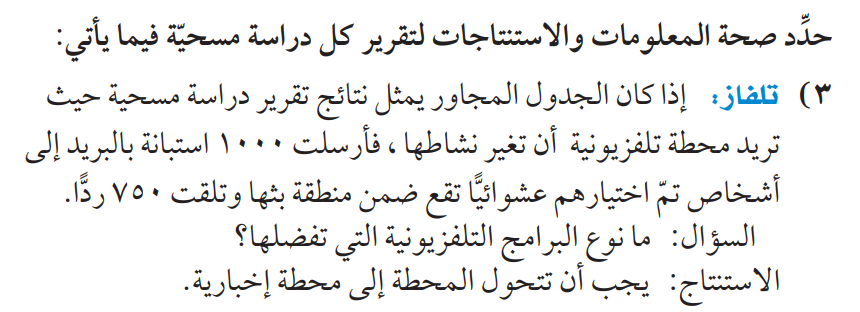 حدِّد صحة المعلومات والاستنتاجات لتقرير كل دراسة مسحيّة فيما يأتي:
٣) تلفاز: إذا كان الجدول المجاور يمثل نتائج تقرير دراسة مسحية حيث
تريد محطة تلفزيونية أن تغير نشاطها ، فأرسلت ١٠٠٠ استبانة بالبريد إلى
أشخاص تمّ اختيارهم عشوائيًّا تقع ضمن منطقة بثها وتلقت ٧٥٠ ردًّا.
السؤال: ما نوع البرامج التلفزيونية التي تفضلها؟
الاستنتاج: يجب أن تتحول المحطة إلى محطة إخبارية.